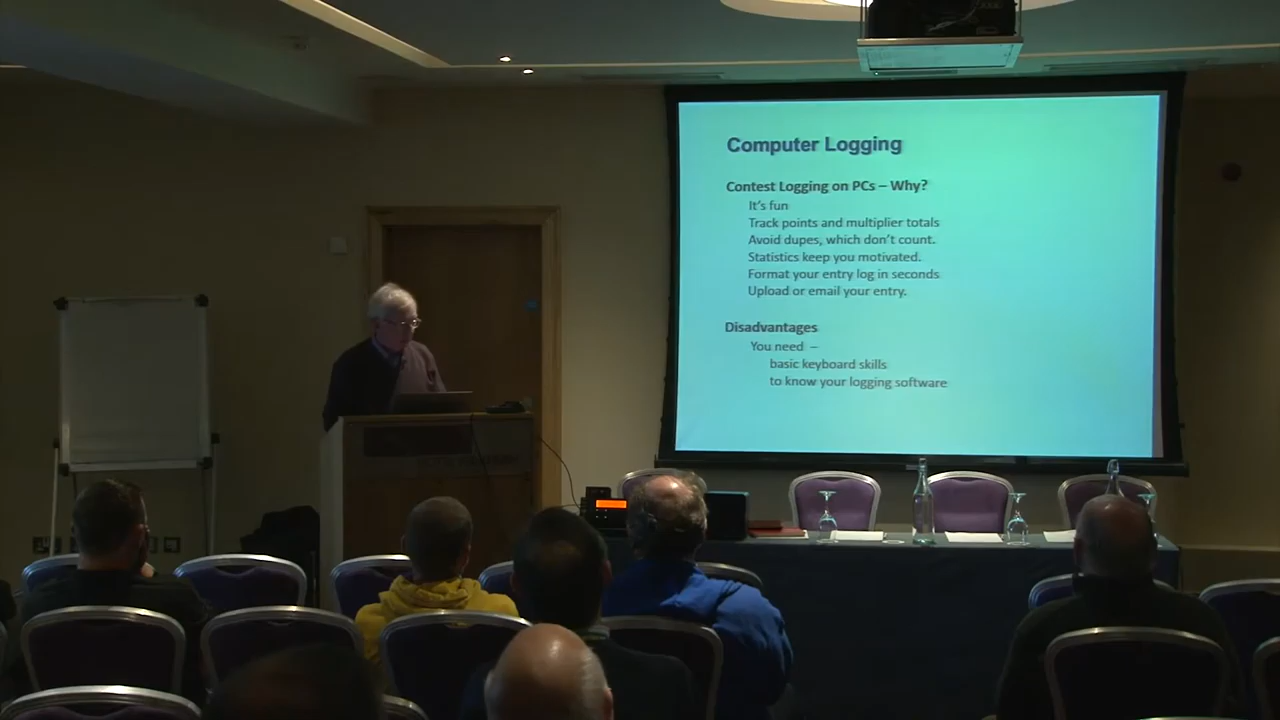 Computer Logging
Contest Logging on PCs – Why?
It's fun
Track points and multiplier totals
Avoid dupes, which don't count.
Statistics keep you motivated.
Format your entry log in seconds
Upload or email your entry.
Disadvantages
You need –
basic keyboard skills
to know your logging software